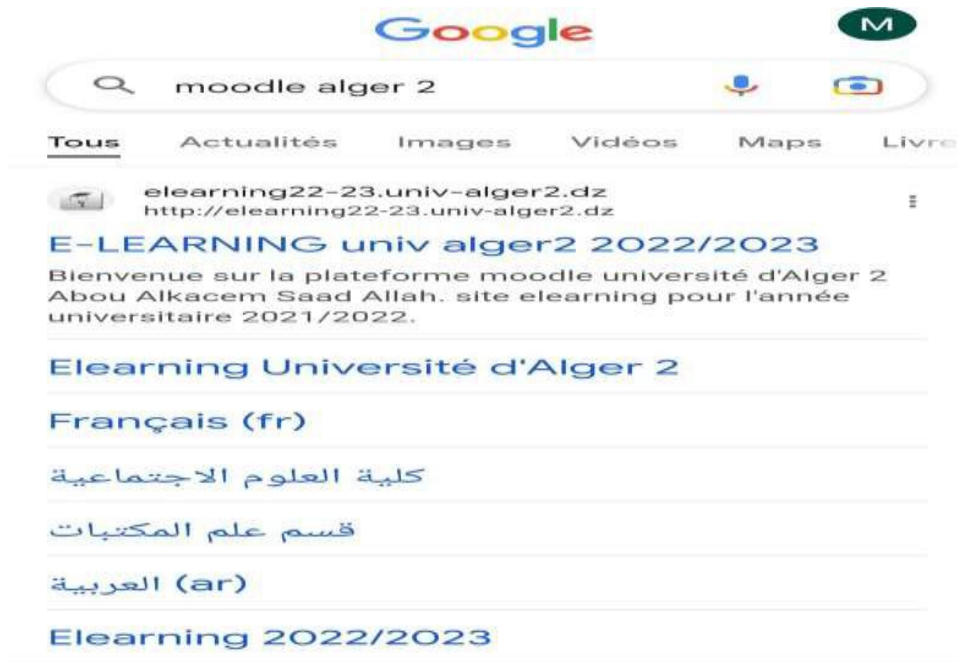 Google
M
moodle alger 2
Tous Actualités Images Vidéos Maps Livre
elearning22-23.univ-alger2.dz
http://elearning22-23.univ-alger2.dz
E-LEARNING univ alger2 2022/2023
Bienvenue sur la plateforme moodle université d'Alger 2
Abou Alkacem Saad Allah. site elearning pour l'année
universitaire 2021/2022.
Elearning Université d'Alger 2
Français (fr)
كلية العلوم الاجتماعية
قسم علم المكتبات
العربية (ar)
Elearning 2022/2023